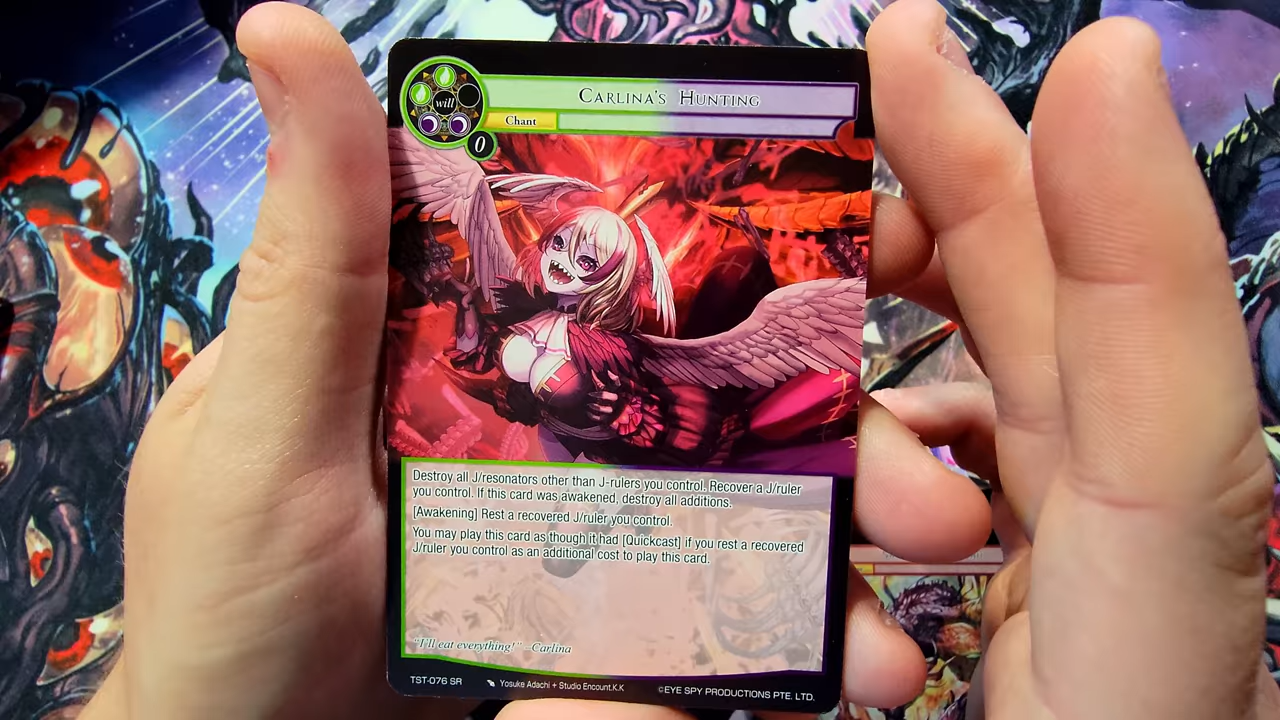 will
CARLINA'S HUNTING
Chant
0
Destroy all J/resonators other than J-rulers you control. Recover a J/ruler
you control. If this card was awakened, destroy all additions.
[Awakening] Rest a recovered J/ruler you control.
You may play this card as though it had [Quickcast] if you rest a recovered
J/ruler you control as an additional cost to play this card.
"I'll eat everything!" –Carlina
TST-076 SR
Yosuke Adachi + Studio Encount.K.K
©EYE SPY PRODUCTIONS PTE. LTD.